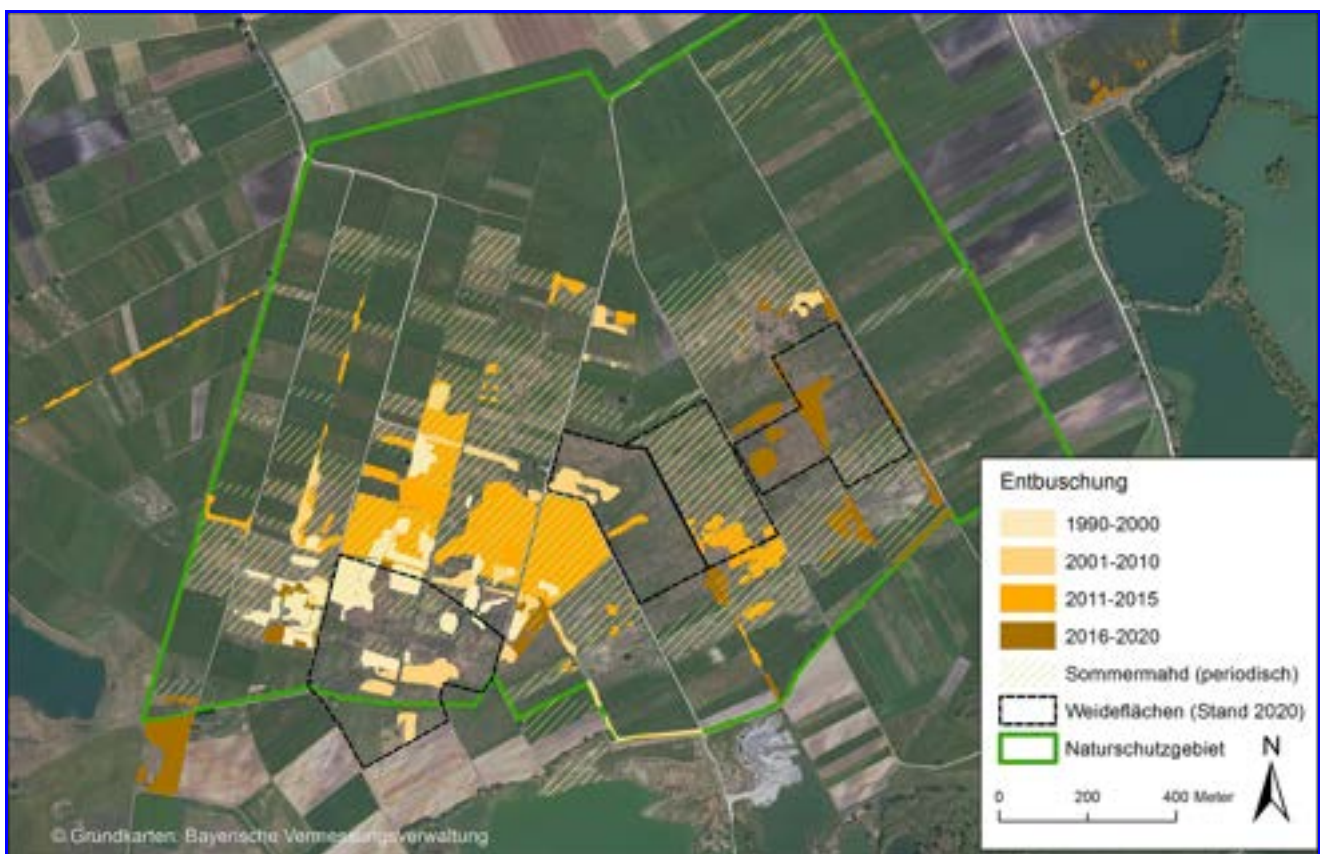 Entbuschung
1990-2000
2001-2010
2011-2015
2016-2020
Sommermahd (periodisch)
Weideflächen (Stand 2020)
Naturschutzgebiet
N
0 200 400 Meter
© Grundkarten: Bayerische Vermessungsverwaltung